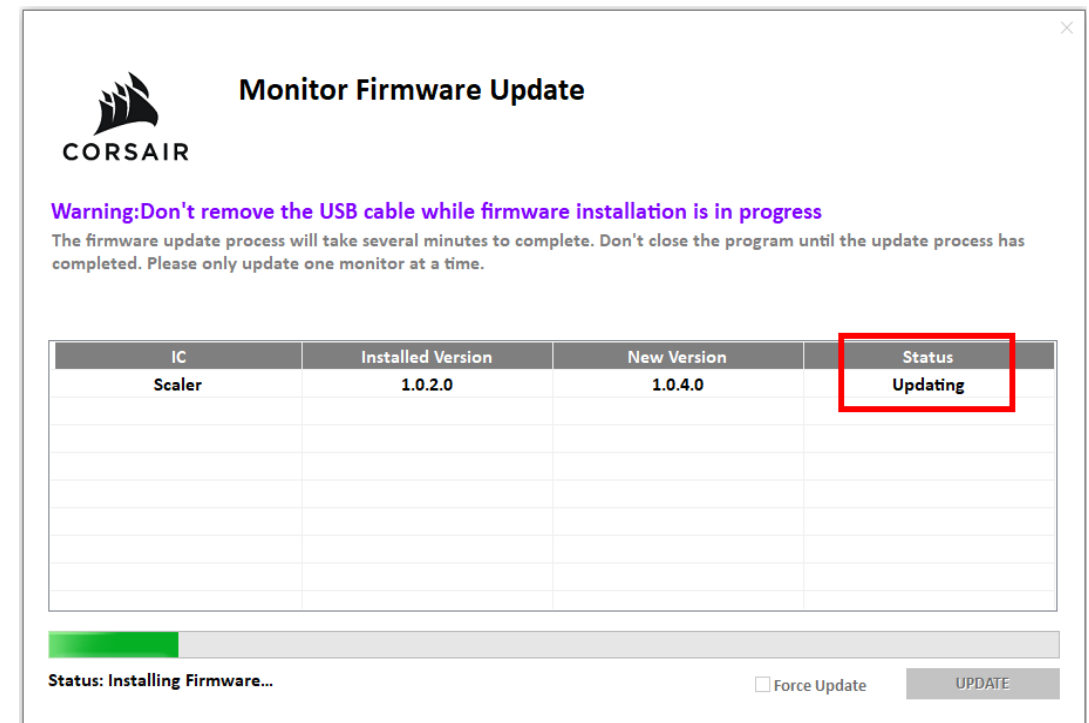 Monitor Firmware Update
CORSAIR
Warning:Don't remove the USB cable while firmware installation is in progress
The firmware update process will take several minutes to complete. Don't close the program until the update process has
completed. Please only update one monitor at a time.
IC Installed Version New Version Status
Scaler 1.0.2.0 1.0.4.0 Updating
Status: Installing Firmware...
Force Update UPDATE